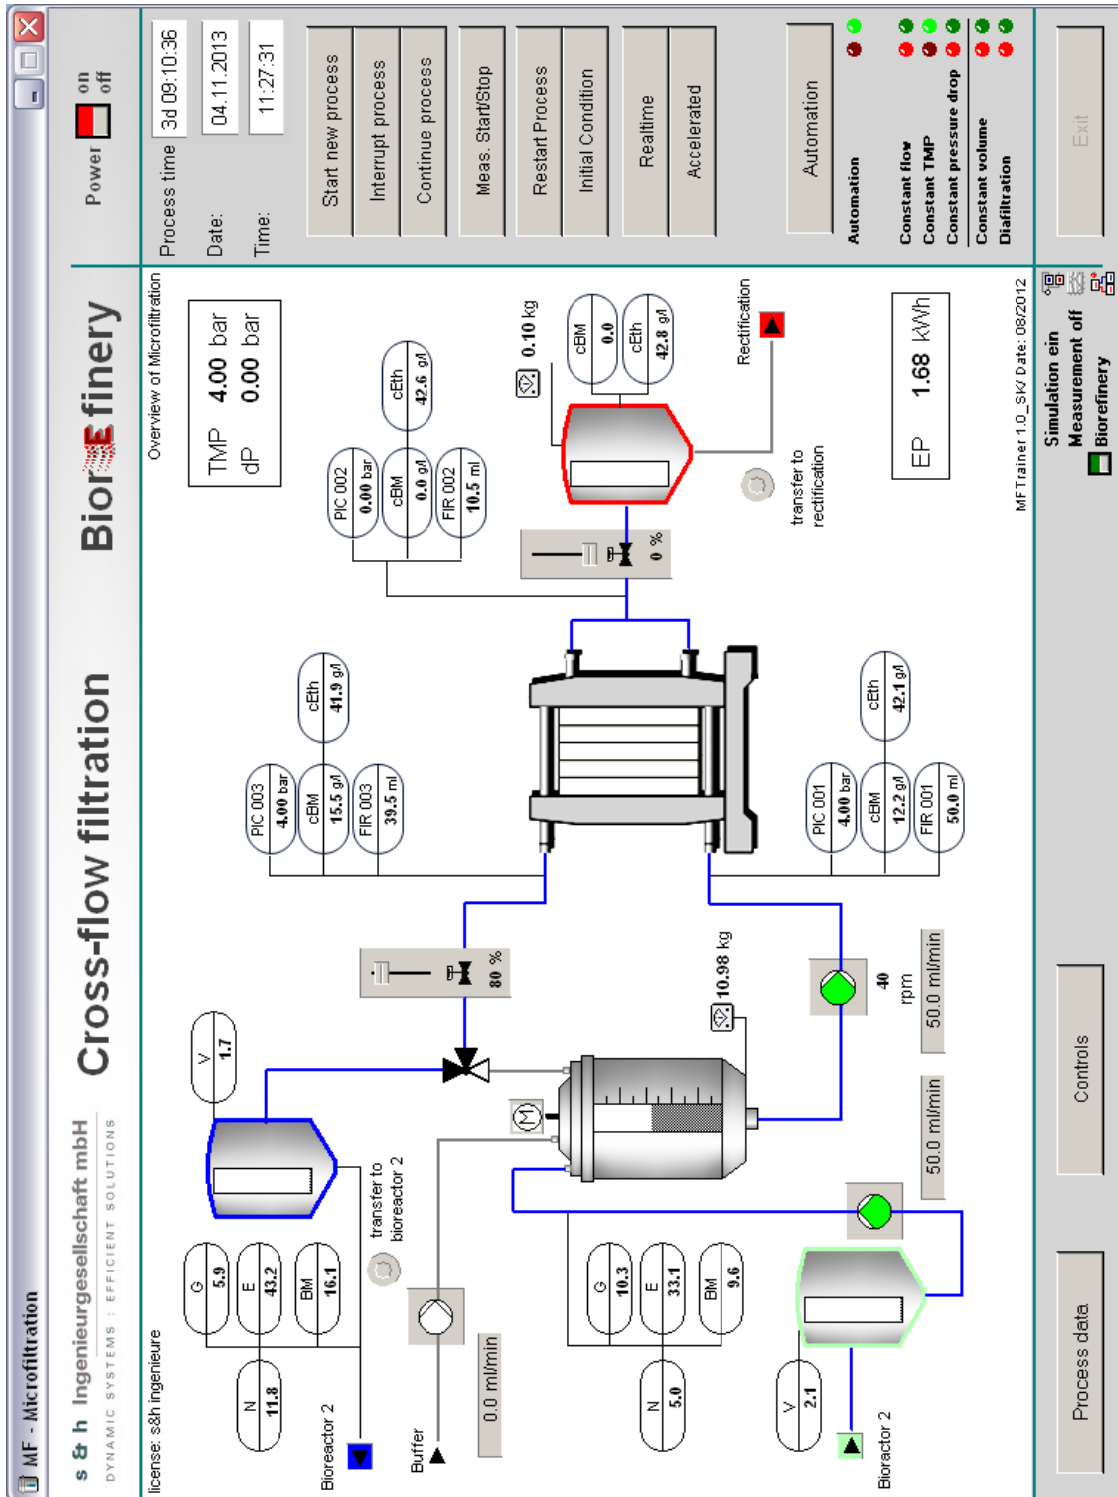 MF - Microfiltration
s & h Ingenieurgesellschaft mbH
DYNAMIC SYSTEMS : EFFICIENT SOLUTIONS
Cross-flow filtration
BiorEfinery
Power
on
off
license: s&h ingenieure
Overview of Microfiltration
Process time
3d 09:10:36
Date:
04.11.2013
Time:
11:27:31
Start new process
Interrupt process
Continue process
Meas. Start/Stop
Restart Process
Initial Condition
Realtime
Accelerated
Automation
Automation
Constant flow
Constant TMP
Constant pressure drop
Constant volume
Diafiltration
Exit
TMP 4.00 bar
dP 0.00 bar
V
1.7
G
5.9
E
43.2
BM
16.1
N
11.8
Bioreactor 2
transfer to
bioreactor 2
Buffer
0.0 ml/min
M
80 %
PIC 003
4.00 bar
cBM
15.5 g/l
FIR 003
39.5 ml
cEth
41.9 g/l
PIC 002
0.00 bar
cBM
0.0 g/l
FIR 002
10.5 ml
cEth
42.6 g/l
0 %
0.10 kg
cBM
0.0
cEth
42.8 g/l
transfer to
rectification
Rectification
G
10.3
E
33.1
BM
9.6
N
5.0
V
2.1
Bioractor 2
50.0 ml/min
10.98 kg
40
rpm
50.0 ml/min
PIC 001
4.00 bar
cBM
12.2 g/l
FIR 001
50.0 ml
cEth
42.1 g/l
EP 1.68 kWh
MFTrainer 1.0_SK/ Date: 08/2012
Process data
Controls
Simulation ein
Measurement off
Biorefinery